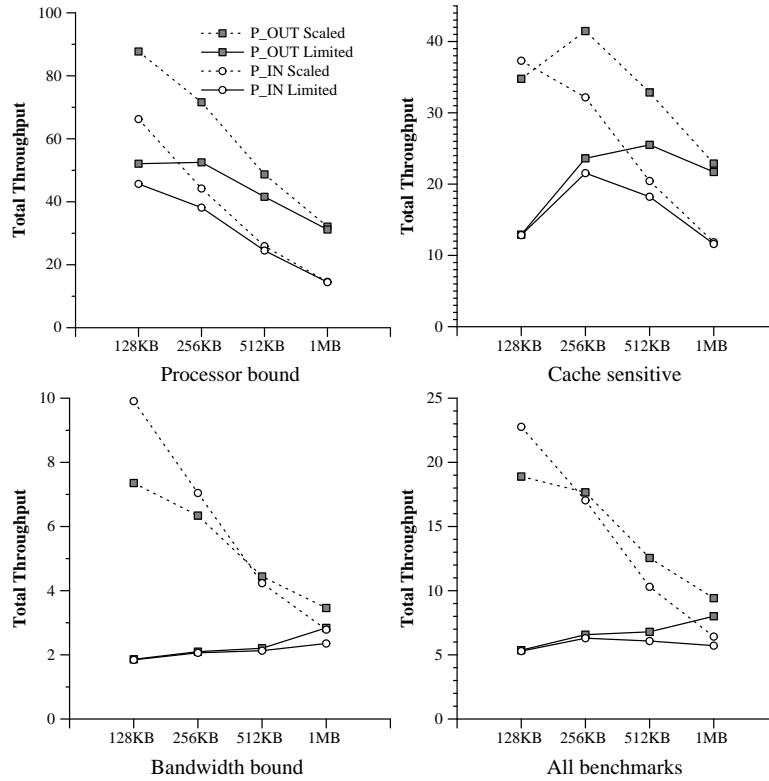 100
80
60
40
20
0
Total Throughput
P_OUT Scaled
P_OUT Limited
P_IN Scaled
P_IN Limited
128KB 256KB 512KB 1MB
Processor bound
40
30
20
10
0
Total Throughput
128KB 256KB 512KB 1MB
Cache sensitive
10
8
6
4
2
0
Total Throughput
128KB 256KB 512KB 1MB
Bandwidth bound
25
20
15
10
5
0
Total Throughput
128KB 256KB 512KB 1MB
All benchmarks